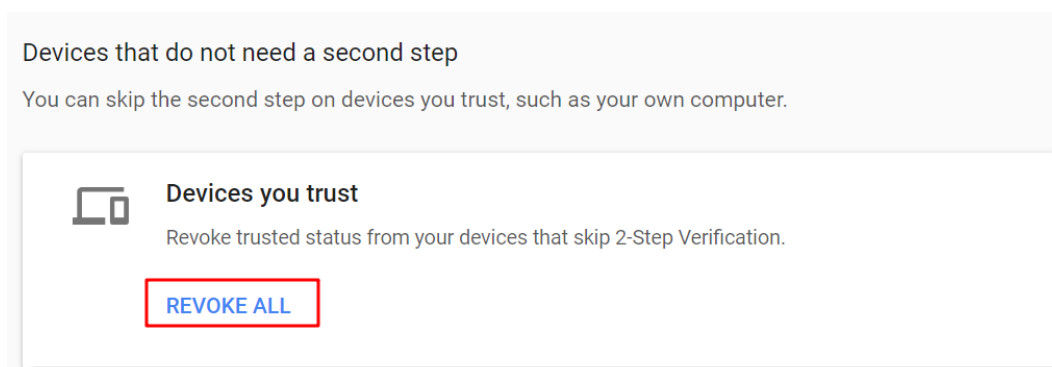 Devices that do not need a second step
You can skip the second step on devices you trust, such as your own computer.
Devices you trust
Revoke trusted status from your devices that skip 2-Step Verification.
REVOKE ALL